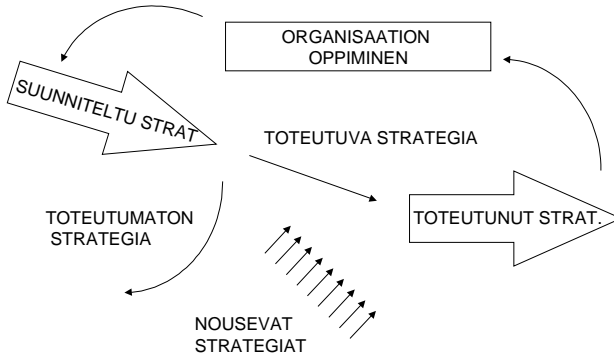 ORGANISAATION
OPPIMINEN
SUUNNITELTU STRAT
TOTEUTUVA STRATEGIA
TOTEUTUMATON
STRATEGIA
TOTEUTUNUT STRAT.
NOUSEVAT
STRATEGIAT